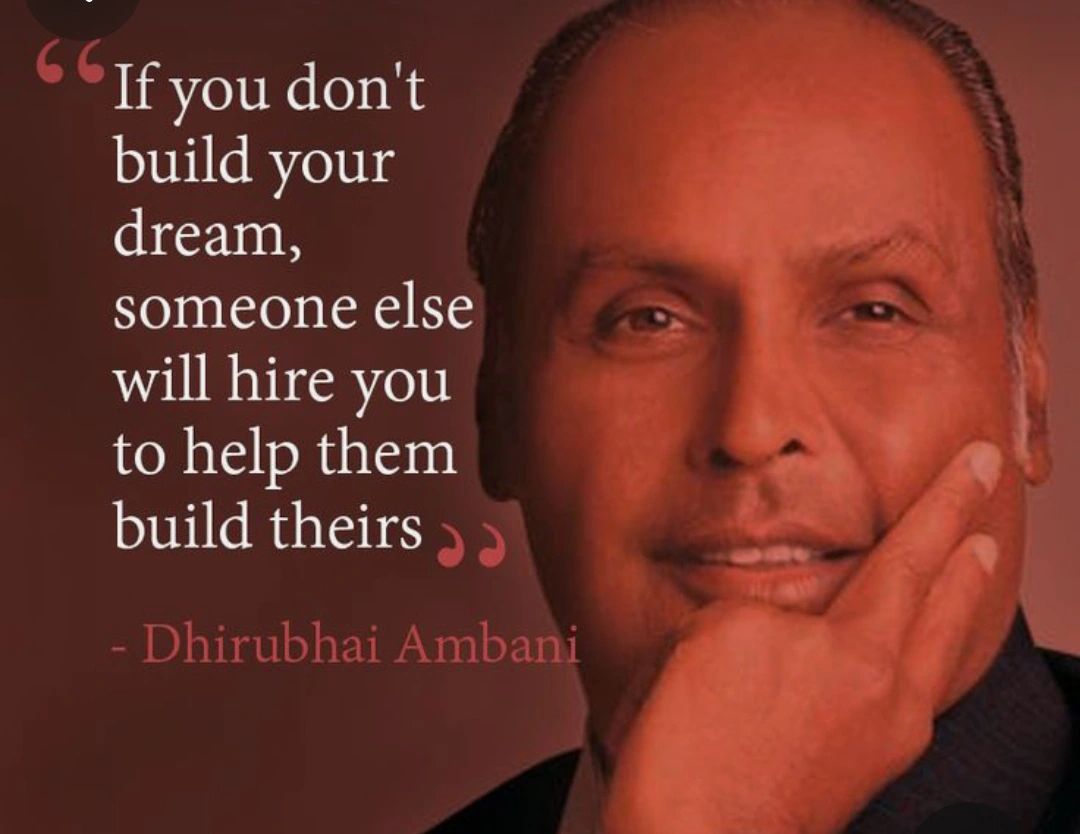 “If you don't
build your
dream,
someone else
will hire you
to help them
build theirs”
- Dhirubhai Ambani